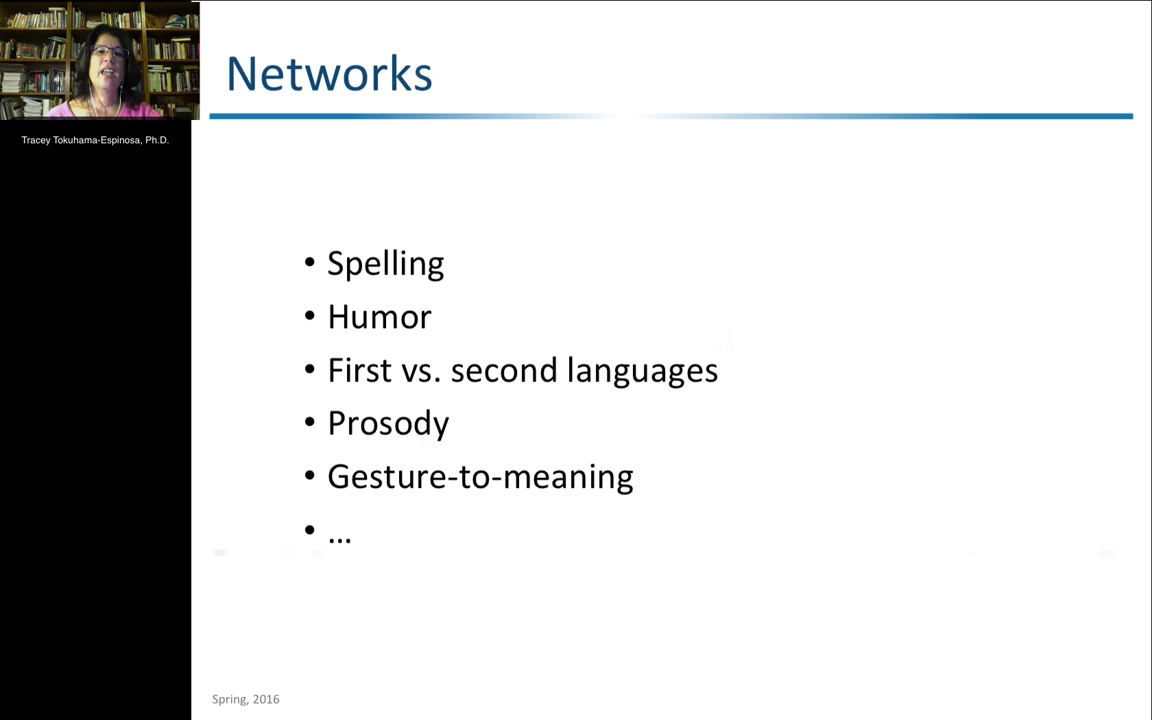 Networks
Tracey Tokuhama-Espinosa, Ph.D.
• Spelling
• Humor
• First vs. second languages
• Prosody
• Gesture-to-meaning
• ...
Spring, 2016